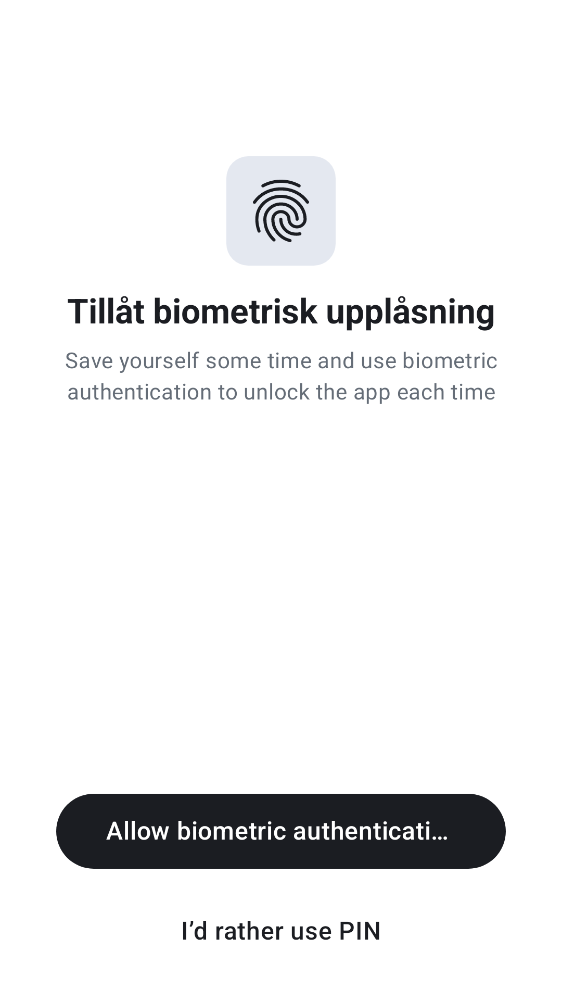 Tillåt biometrisk upplåsning
Save yourself some time and use biometric
authentication to unlock the app each time
Allow biometric authenticati…
I’d rather use PIN